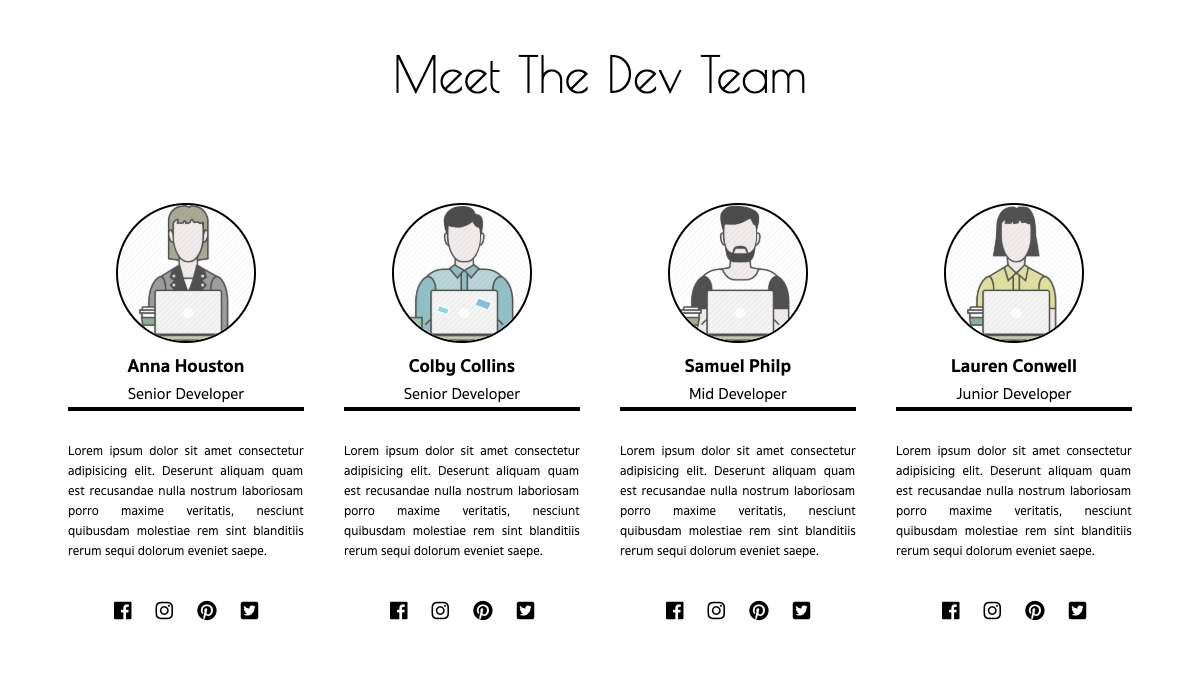 Meet The Dev Team
Anna Houston
Senior Developer
Lorem ipsum dolor sit amet consectetur
adipisicing elit. Deserunt aliquam quam
est recusandae nulla nostrum laboriosam
porro maxime veritatis, nesciunt
quibusdam molestiae rem sint blanditiis
rerum sequi dolorum eveniet saepe.
Colby Collins
Senior Developer
Lorem ipsum dolor sit amet consectetur
adipisicing elit. Deserunt aliquam quam
est recusandae nulla nostrum laboriosam
porro maxime veritatis, nesciunt
quibusdam molestiae rem sint blanditiis
rerum sequi dolorum eveniet saepe.
Samuel Philp
Mid Developer
Lorem ipsum dolor sit amet consectetur
adipisicing elit. Deserunt aliquam quam
est recusandae nulla nostrum laboriosam
porro maxime veritatis, nesciunt
quibusdam molestiae rem sint blanditiis
rerum sequi dolorum eveniet saepe.
Lauren Conwell
Junior Developer
Lorem ipsum dolor sit amet consectetur
adipisicing elit. Deserunt aliquam quam
est recusandae nulla nostrum laboriosam
porro maxime veritatis, nesciunt
quibusdam molestiae rem sint blanditiis
rerum sequi dolorum eveniet saepe.